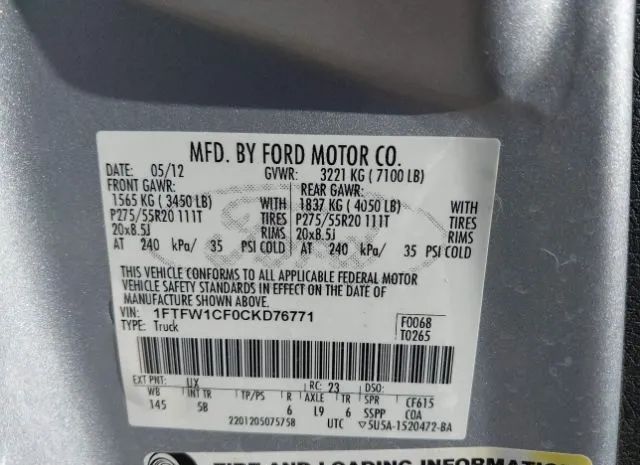 MFD. BY FORD MOTOR CO.
DATE: 05/12 GVWR: 3221 KG ( 7100 LB)
FRONT GAWR: REAR GAWR:
1565 KG ( 3450 LB) WITH 1837 KG ( 4050 LB) WITH
P275/55R20 111T TIRES P275/55R20 111T TIRES
20x8.5J RIMS 20x8.5J RIMS
AT 240 kPa/ 35 PSI COLD AT 240 kPa/ 35 PSI COLD
THIS VEHICLE CONFORMS TO ALL APPLICABLE FEDERAL MOTOR
VEHICLE SAFETY STANDARDS IN EFFECT ON THE DATE OF
MANUFACTURE SHOWN ABOVE.
VIN: 1FTFW1CF0CKD76771 F0068
TYPE: Truck T0265
EXT PNT: UX RC: 23 DSO:
WB INT TR TP/PS R AXLE TR SPR CF615
145 5B 6 L9 6 SSPP COA
2201205075758 UTC ▽5U5A-1520472-BA
TIRE AND LOADING